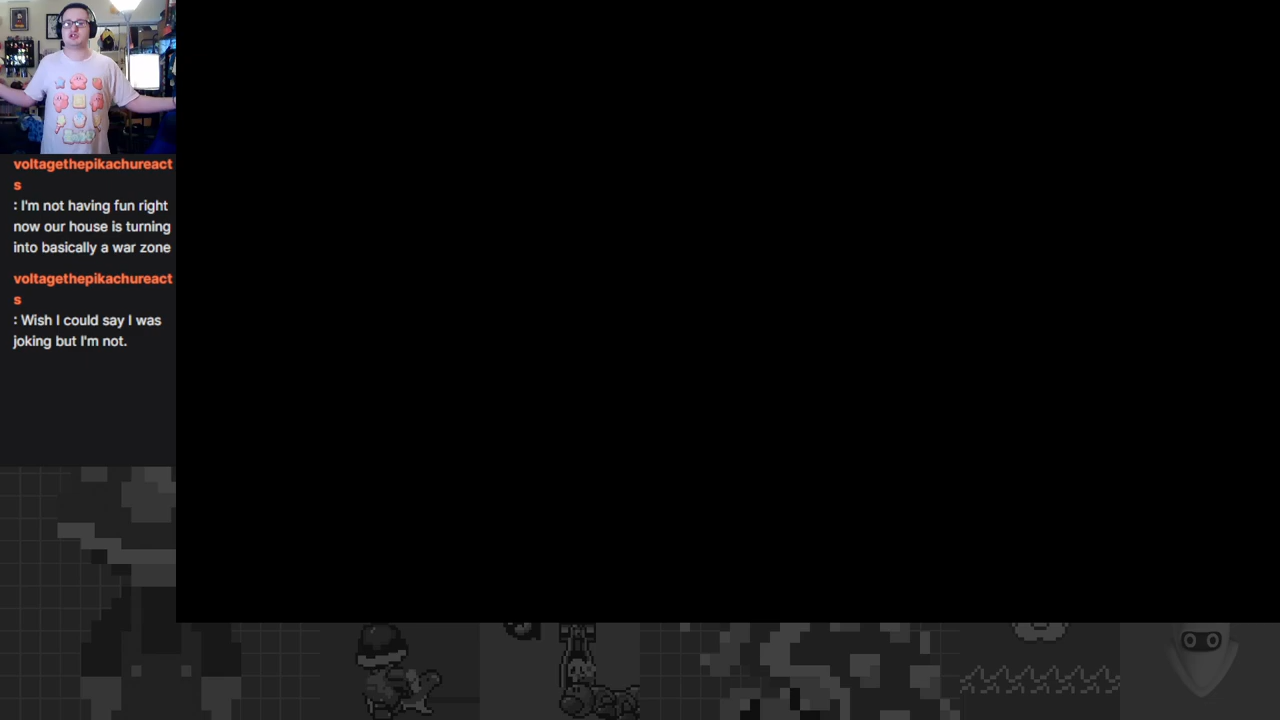 voltagethepikachureact
s
: I'm not having fun right
now our house is turning
into basically a war zone
voltagethepikachureact
s
: Wish I could say I was
joking but I'm not.